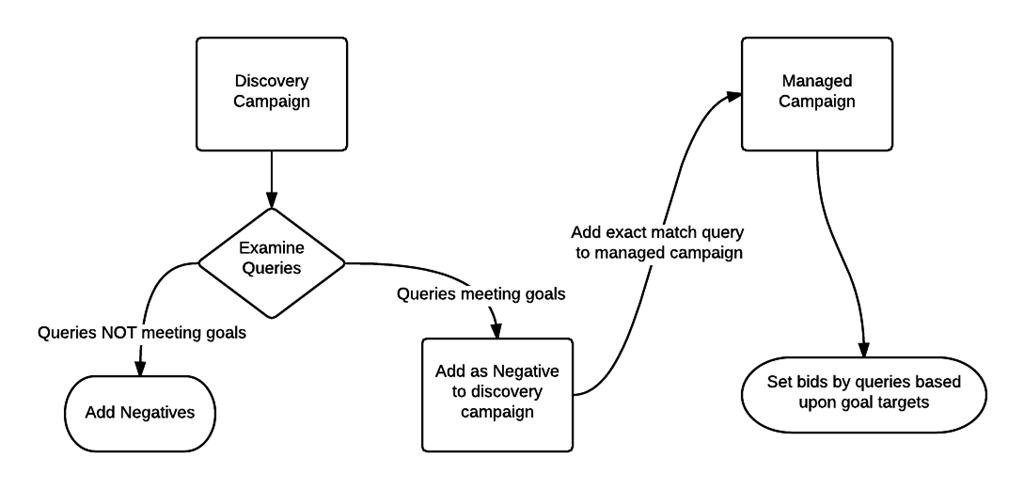 Discovery
Campaign
Managed
Campaign
Examine
Queries
Add exact match query
to managed campaign
Queries meeting goals
Queries NOT meeting goals
Add as Negative
to discovery
campaign
Set bids by queries based
upon goal targets
Add Negatives